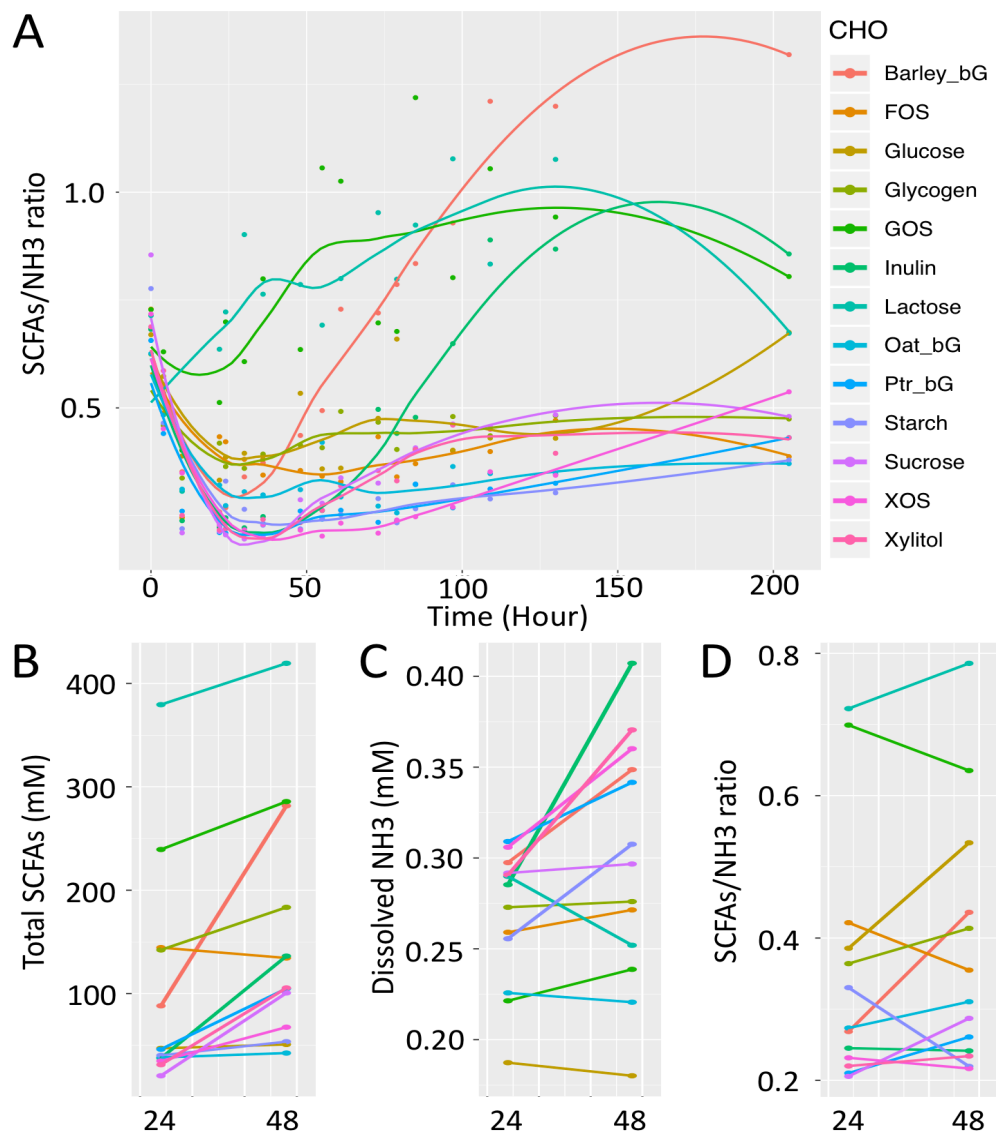 A
SCFAs/NH3 ratio
1.0
0.5
0
50
100
150
200
Time (Hour)
CHO
Barley_bG
FOS
Glucose
Glycogen
GOS
Inulin
Lactose
Oat_bG
Ptr_bG
Starch
Sucrose
XOS
Xylitol
B
Total SCFAs (mM)
400
300
200
100
24
48
C
Dissolved NH3 (mM)
0.40
0.35
0.30
0.25
0.20
24
48
D
SCFAs/NH3 ratio
0.8
0.6
0.4
0.2
24
48